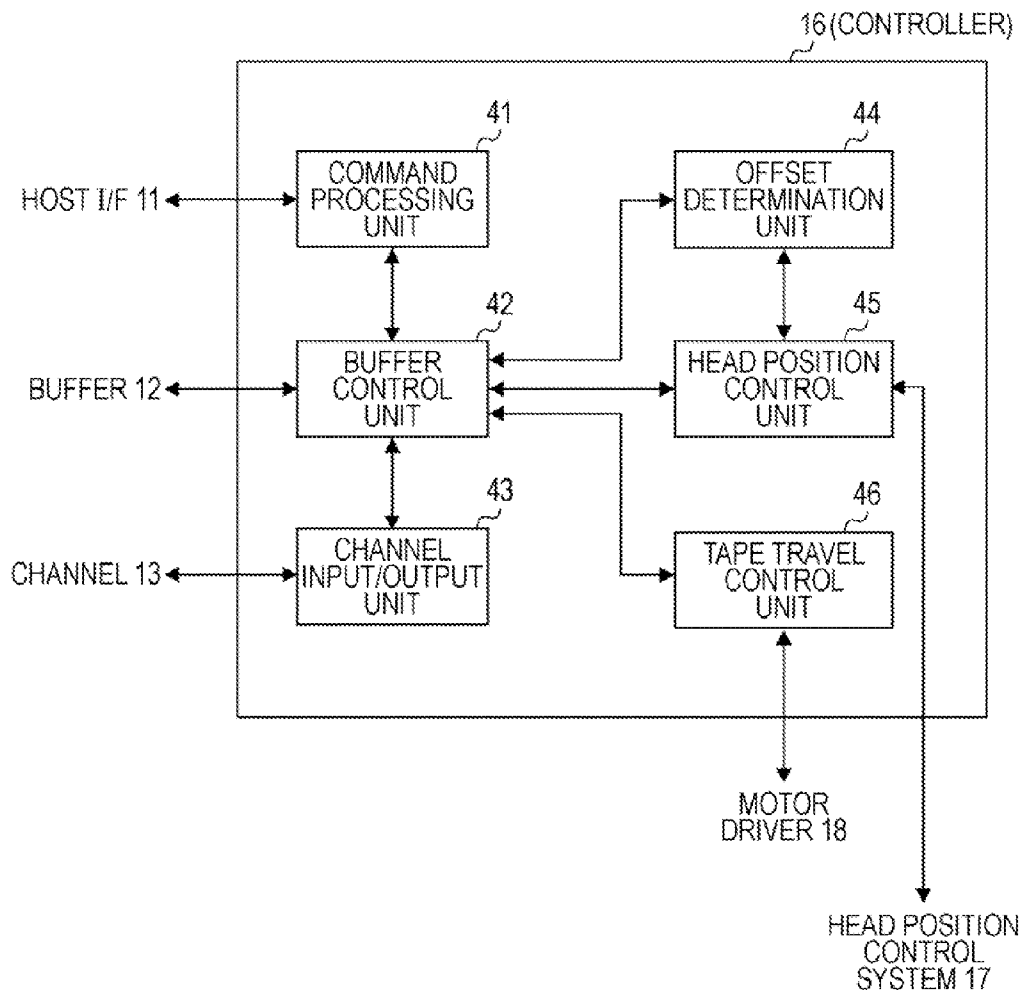 16(CONTROLLER)
41
COMMAND
PROCESSING
UNIT
44
OFFSET
DETERMINATION
UNIT
HOST I/F 11
42
BUFFER
CONTROL
UNIT
45
HEAD POSITION
CONTROL
UNIT
BUFFER 12
43
CHANNEL
INPUT/OUTPUT
UNIT
46
TAPE TRAVEL
CONTROL
UNIT
CHANNEL 13
MOTOR
DRIVER 18
HEAD POSITION
CONTROL
SYSTEM 17